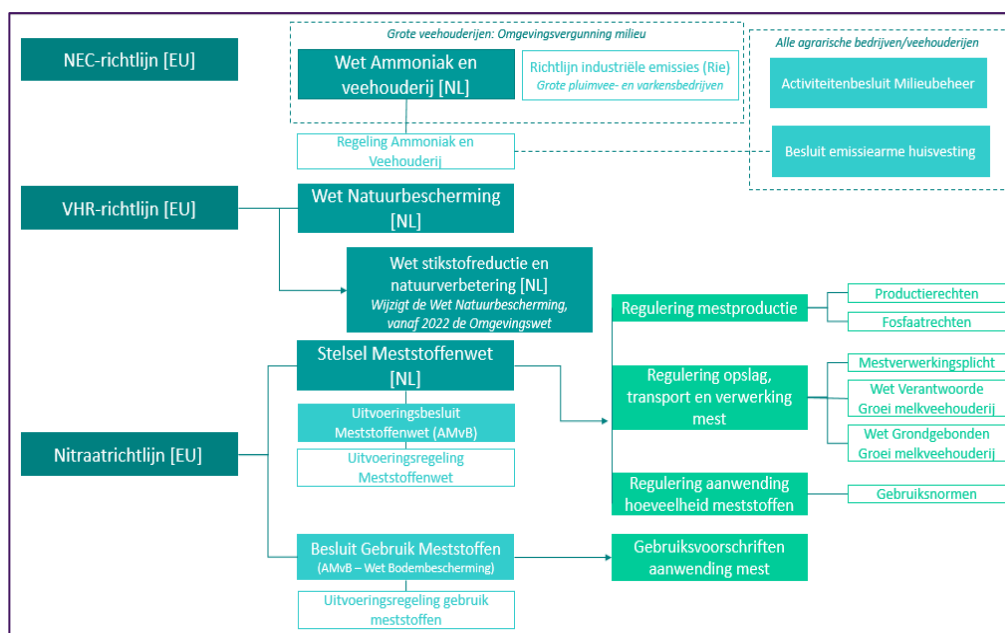 Grote veehouderijen: Omgevingsvergunning milieu
NEC-richtlijn [EU]
Wet Ammoniak en
veehouderij [NL]
Richtlijn industriële emissies (Rie)
Grote pluimvee- en varkensbedrijven
Alle agrarische bedrijven/veehouderijen
Activiteitenbesluit Milieubeheer
Regeling Ammoniak en
Veehouderij
Besluit emissiearme huisvesting
VHR-richtlijn [EU]
Wet Natuurbescherming
[NL]
Wet stikstofreductie en
natuurverbetering [NL]
Wijzigt de Wet Natuurbescherming,
vanaf 2022 de Omgevingswet
Regulering mestproductie
Productierechten
Fosfaatrechten
Stelsel Meststoffenwet
[NL]
Regulering opslag,
transport en verwerking
mest
Mestverwerkingsplicht
Wet Verantwoorde
Groei melkveehouderij
Wet Grondgebonden
Groei melkveehouderij
Uitvoeringsbesluit
Meststoffenwet (AMvB)
Nitraatrichtlijn [EU]
Uitvoeringsregeling
Meststoffenwet
Regulering aanwending
hoeveelheid meststoffen
Gebruiksnormen
Besluit Gebruik Meststoffen
(AMvB – Wet Bodembescherming)
Gebruiksvoorschriften
aanwending mest
Uitvoeringsregeling gebruik
meststoffen